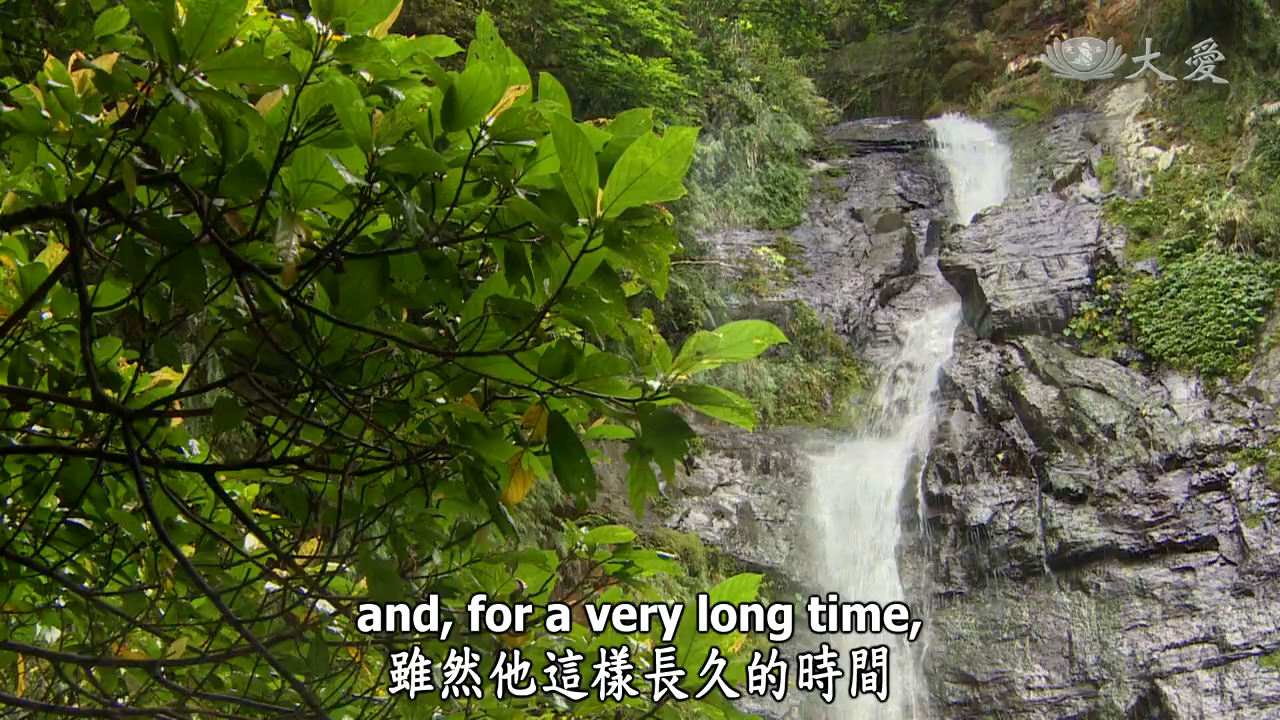 大愛
and, for a very long time,
雖然他這樣長久的時間